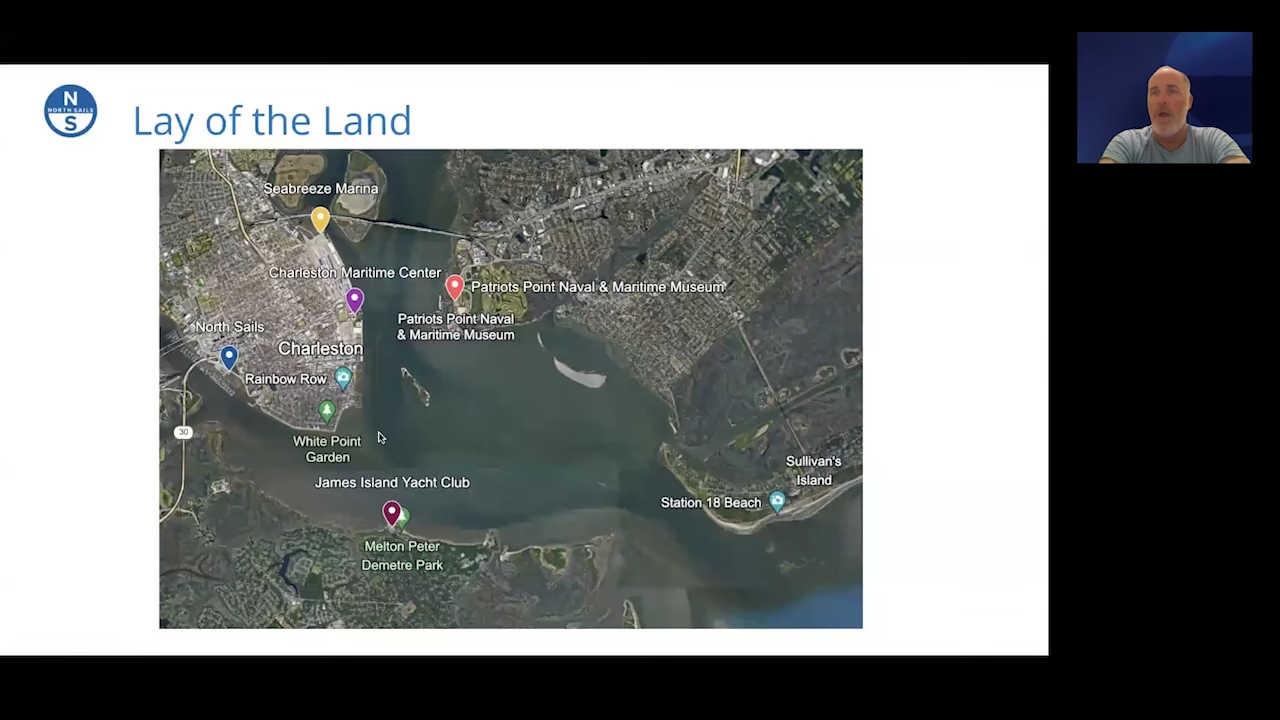 N
NORTH SAILS
S
Lay of the Land
Seabreeze Marina
Charleston Maritime Center
Patriots Point Naval & Maritime Museum
Patriots Point Naval
& Maritime Museum
North Sails
Charleston
Rainbow Row
30
White Point
Garden
James Island Yacht Club
Sullivan's
Island
Station 18 Beach
Melton Peter
Demetre Park